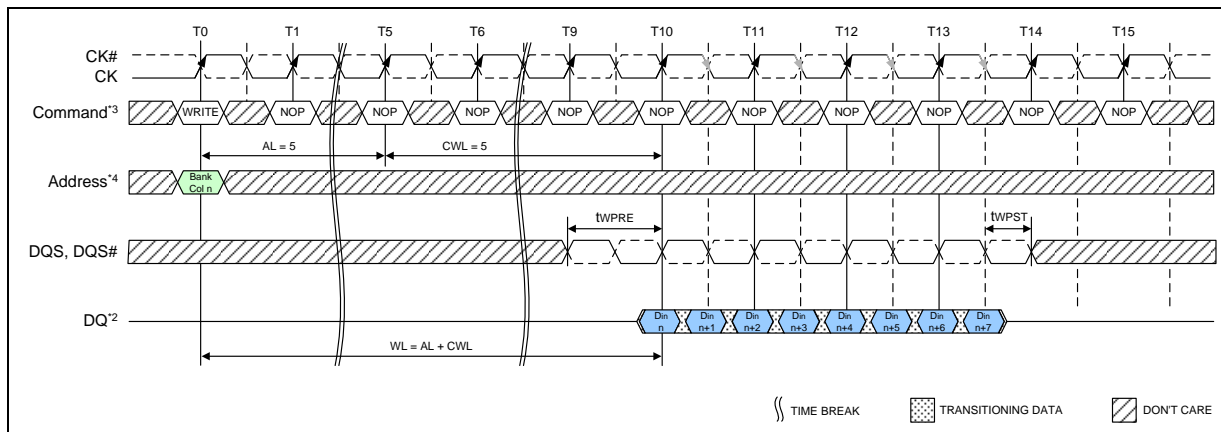 T0 T1 T5 T6 T9 T10 T11 T12 T13 T14 T15
CK#
CK
Command*3 WRITE NOP NOP NOP NOP NOP NOP NOP NOP NOP NOP
AL = 5 CWL = 5
Address*4 Bank
Col n
tWPRE tWPST
DQS, DQS#
DQ*2 Din Din Din Din Din Din Din Din
n n+1 n+2 n+3 n+4 n+5 n+6 n+7
WL = AL + CWL
TIME BREAK TRANSITIONING DATA DON'T CARE